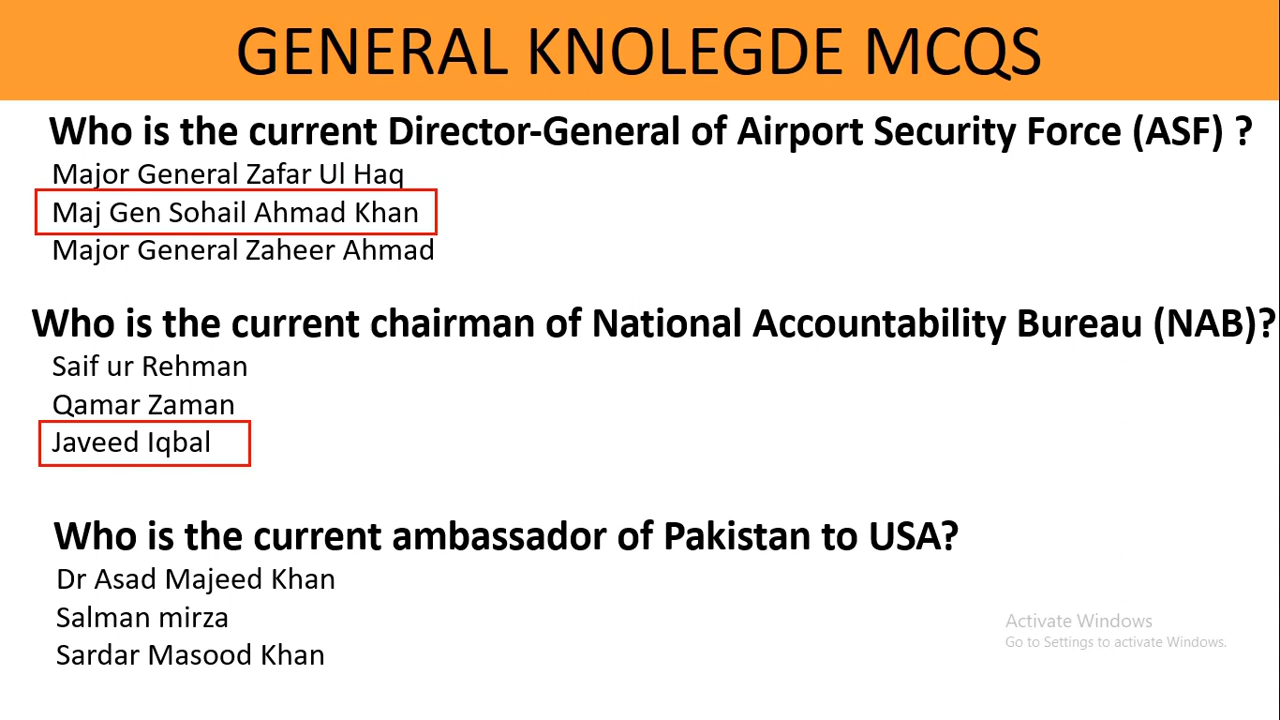 GENERAL KNOLEGDE MCQS
Who is the current Director-General of Airport Security Force (ASF) ?
Major General Zafar Ul Haq
Maj Gen Sohail Ahmad Khan
Major General Zaheer Ahmad
Who is the current chairman of National Accountability Bureau (NAB)?
Saif ur Rehman
Qamar Zaman
Javeed Iqbal
Who is the current ambassador of Pakistan to USA?
Dr Asad Majeed Khan
Salman mirza
Sardar Masood Khan
Activate Windows
Go to Settings to activate Windows.